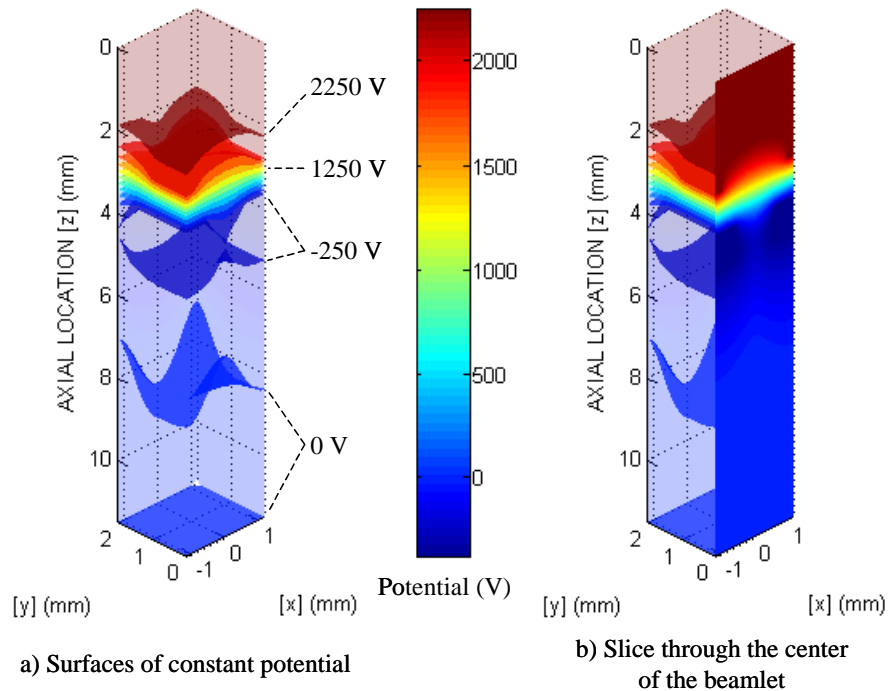 0
2
4
6
8
10
AXIAL LOCATION [z] (mm)
2
1
0
-1
0
1
[y] (mm)
[x] (mm)
2250 V
1250 V
-250 V
0 V
a) Surfaces of constant potential
2000
1500
1000
500
0
Potential (V)
0
2
4
6
8
10
AXIAL LOCATION [z] (mm)
2
1
0
-1
0
1
[y] (mm)
[x] (mm)
b) Slice through the center
of the beamlet